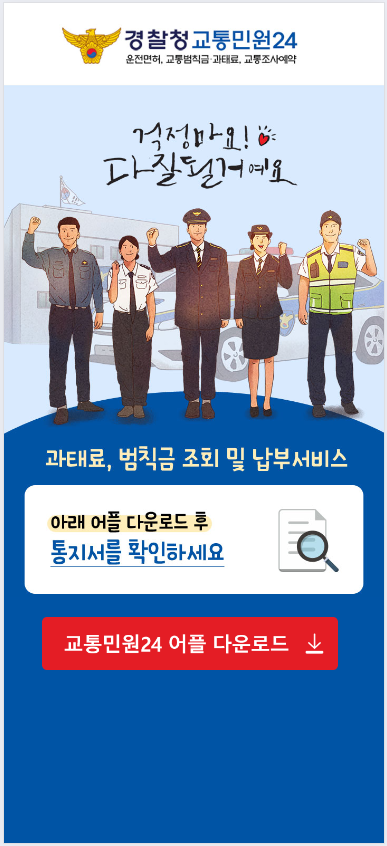 경찰청교통민원24
운전면허, 교통범칙금·과태료, 교통조사예약
걱정마요!
다 잘 될 거예요
과태료, 범칙금 조회 및 납부서비스
아래 어플 다운로드 후
통지서를 확인하세요
교통민원24 어플 다운로드